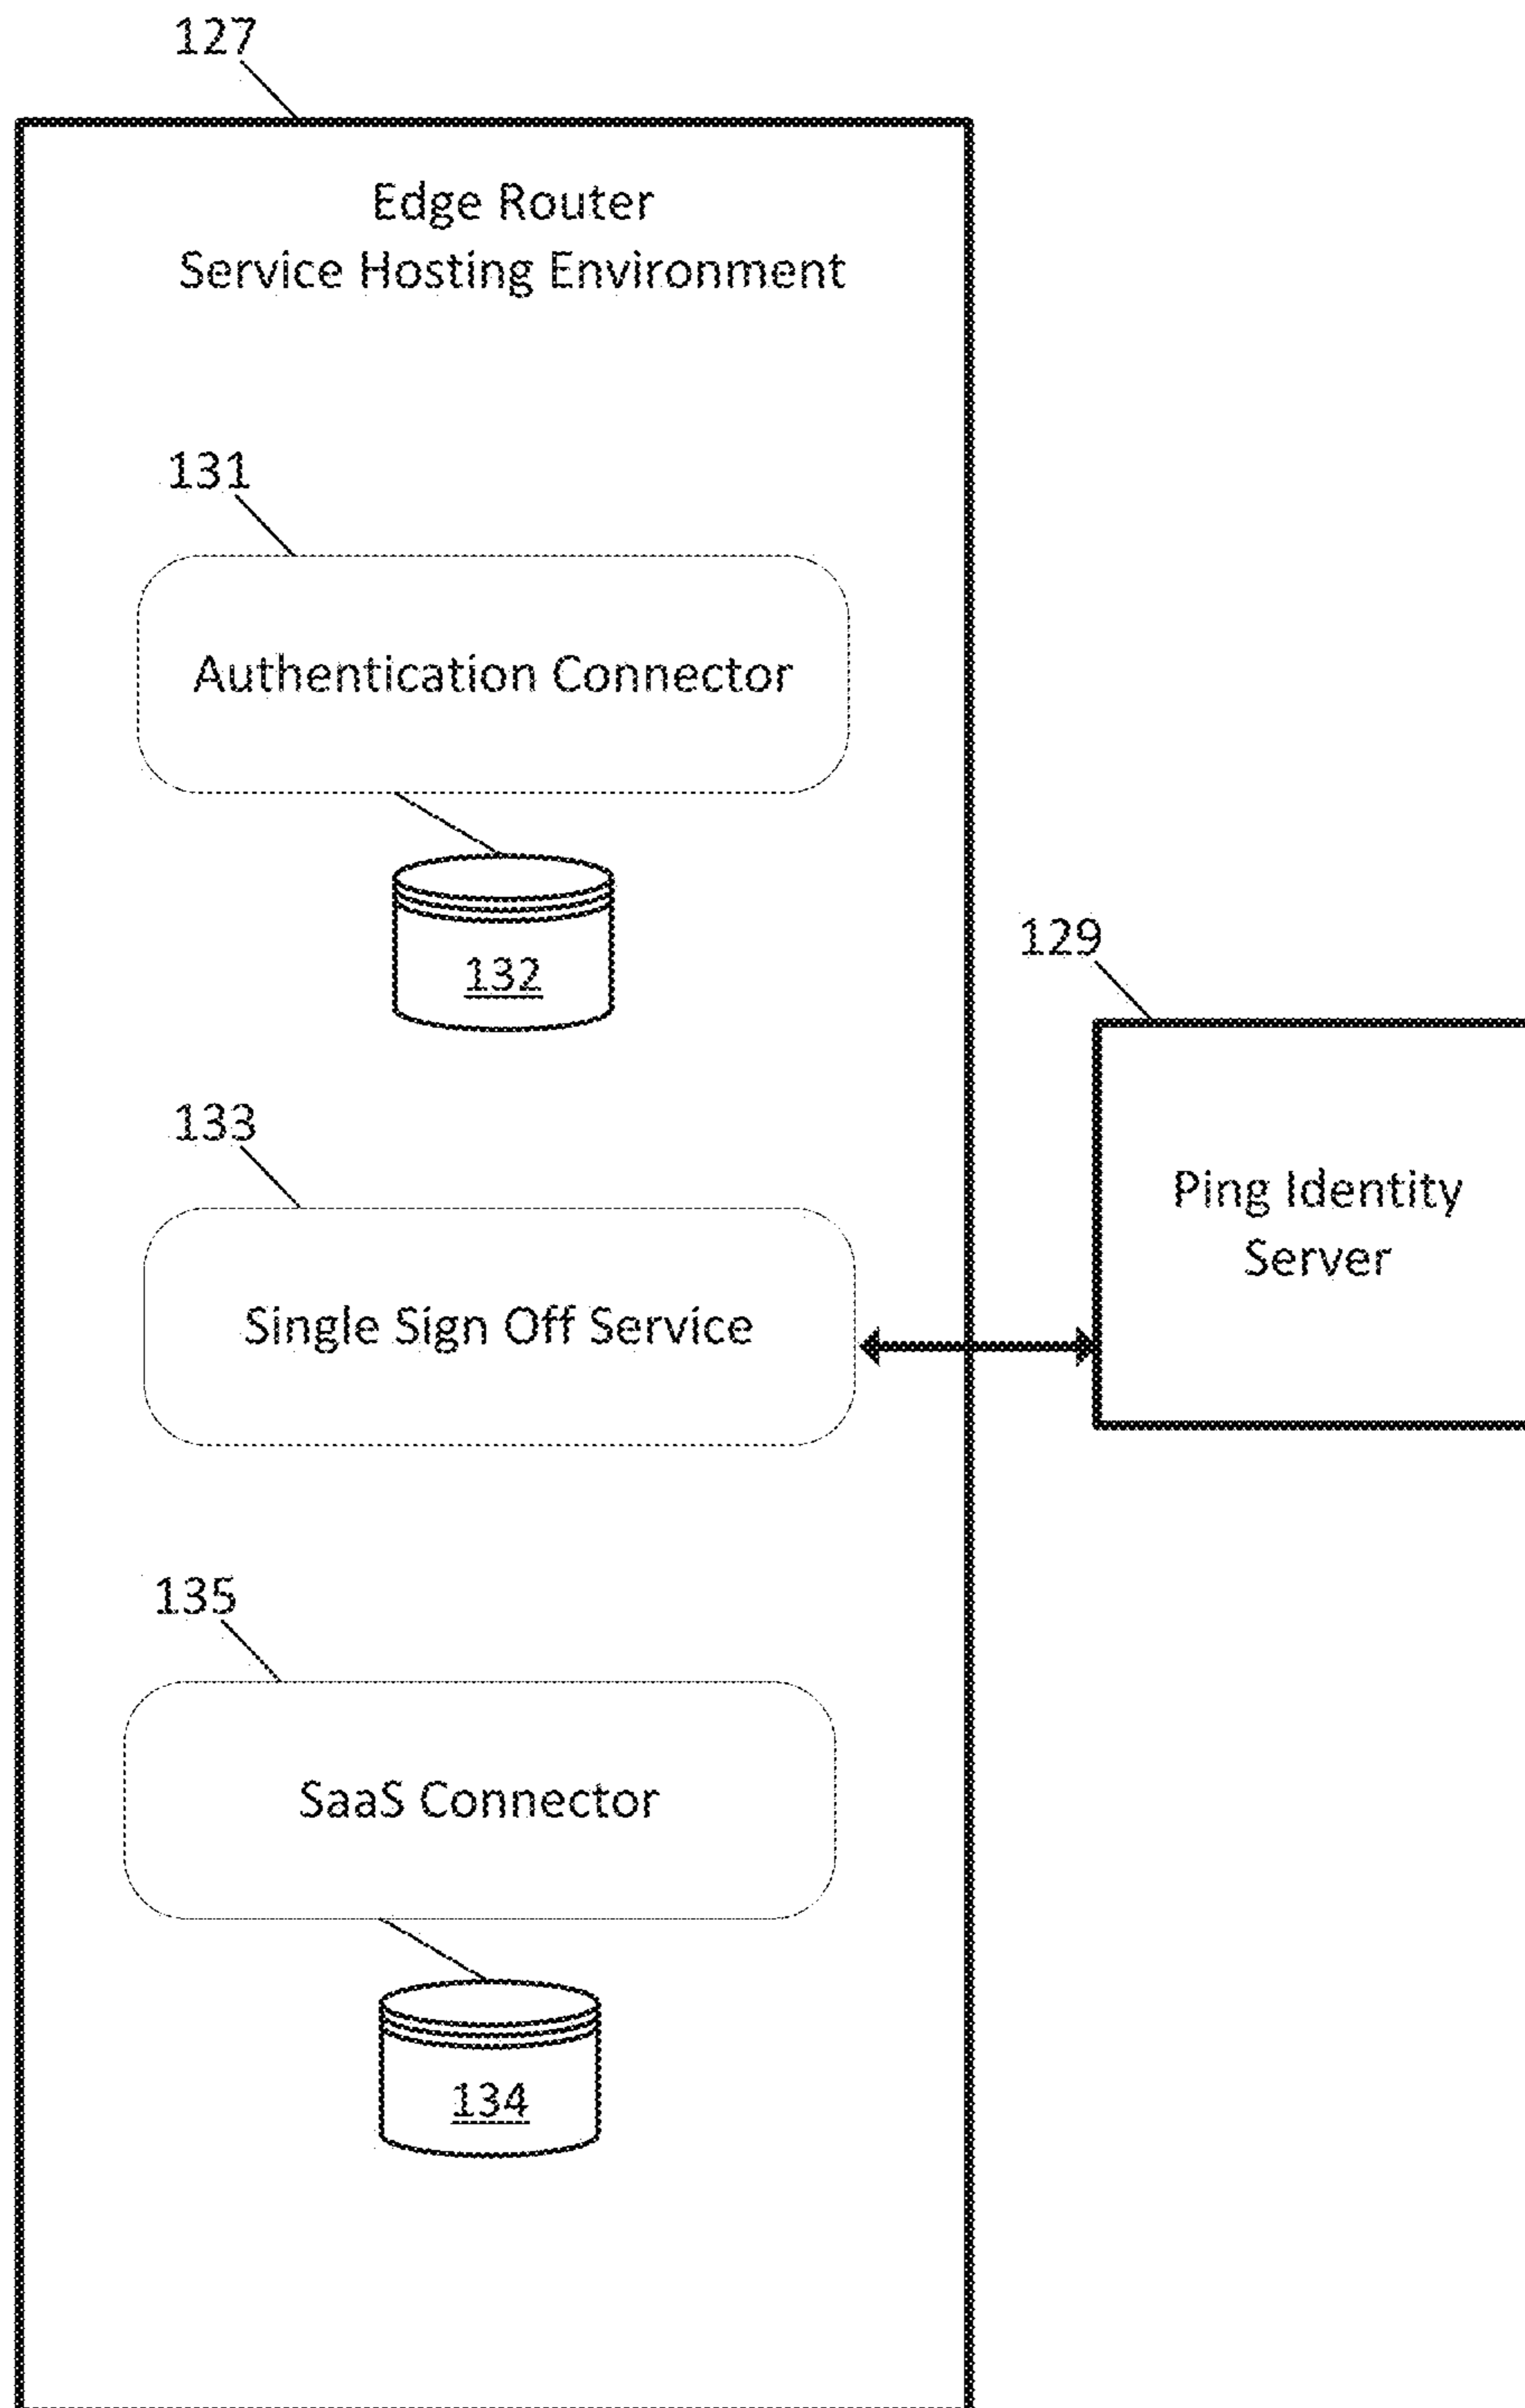 127
Edge Router
Service Hosting Environment
131
Authentication Connector
132
129
133
Ping Identity
Server
Single Sign Off Service
135
SaaS Connector
134